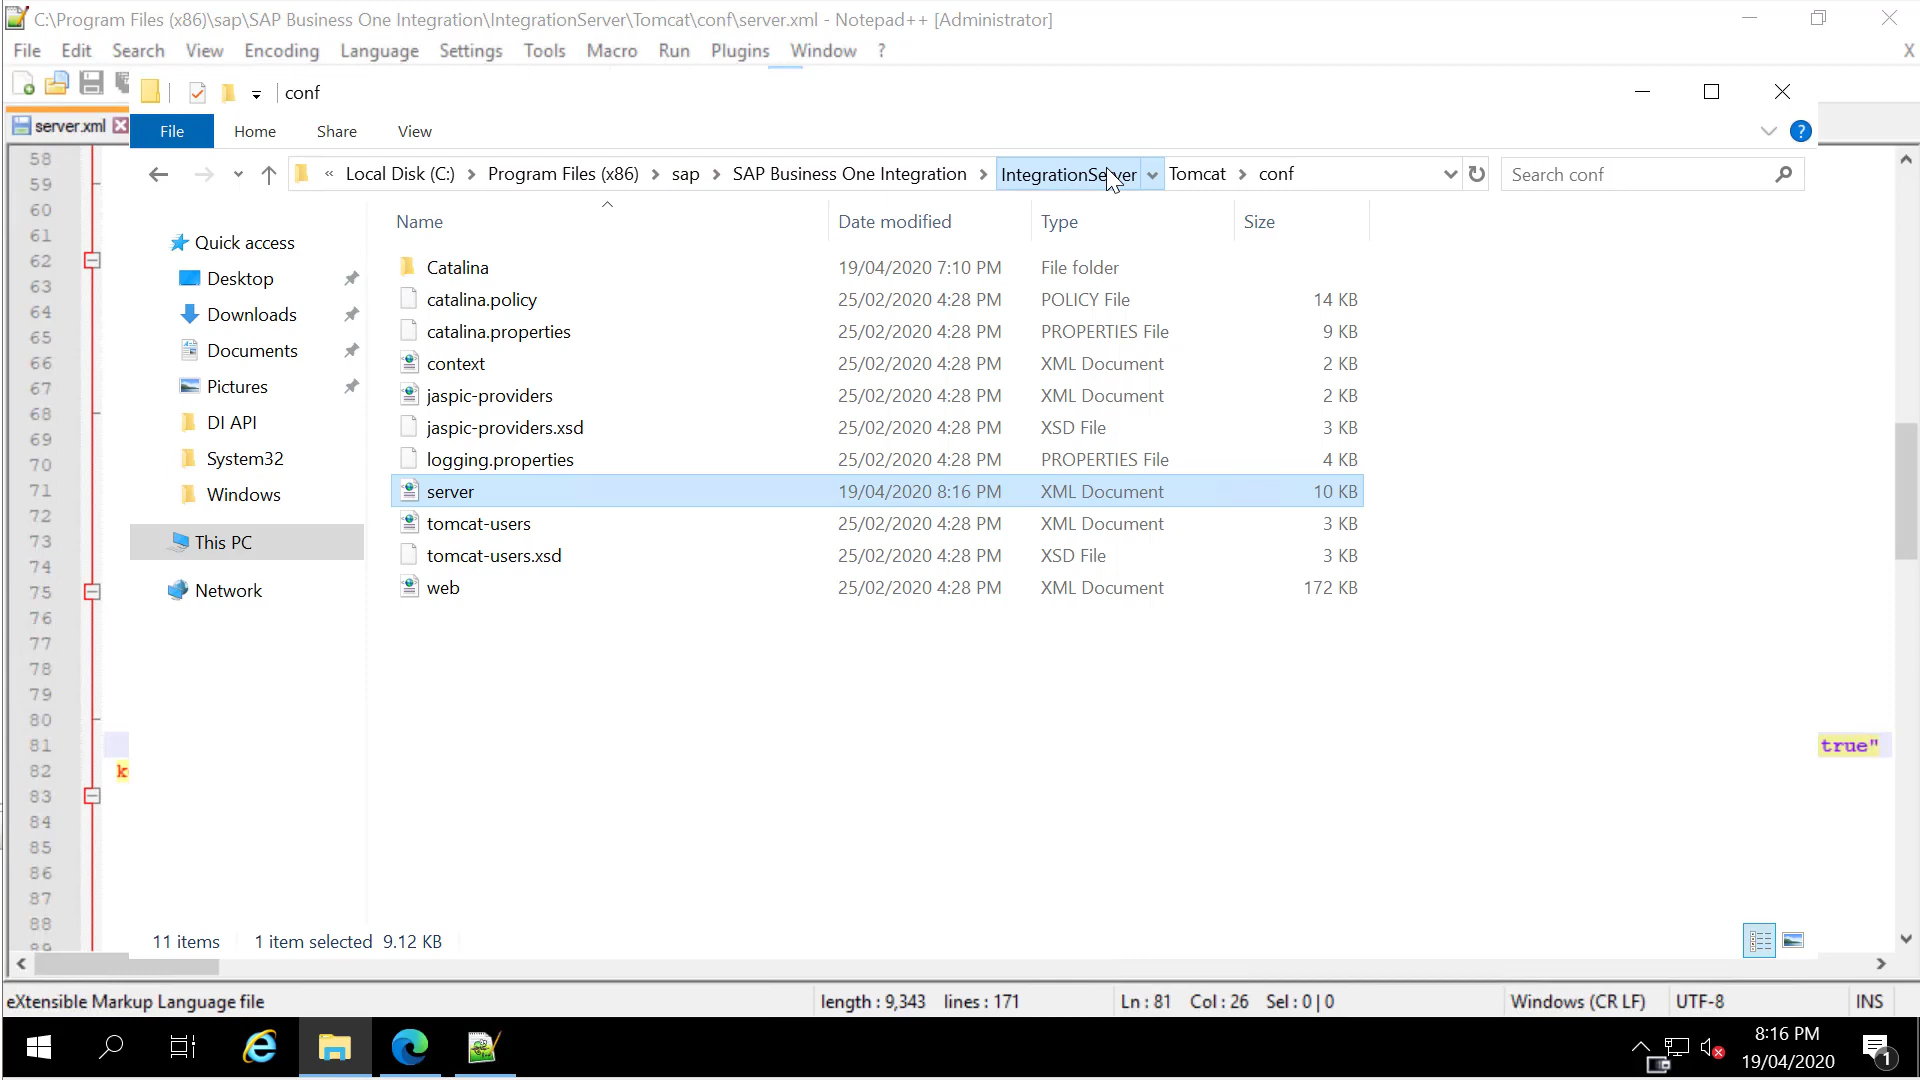 C:\Program Files (x86)\sap\SAP Business One Integration\IntegrationServer\Tomcat\conf\server.xml - Notepad++ [Administrator]
File Edit Search View Encoding Language Settings Tools Macro Run Plugins Window ? X
conf
server.xml
File Home Share View
« Local Disk (C:) > Program Files (x86) > sap > SAP Business One Integration > IntegrationServer Tomcat > conf
Search conf
Name Date modified Type Size
Quick access
Desktop
Downloads
Documents
Pictures
DI API
System32
Windows
This PC
Network
Catalina 19/04/2020 7:10 PM File folder
catalina.policy 25/02/2020 4:28 PM POLICY File 14 KB
catalina.properties 25/02/2020 4:28 PM PROPERTIES File 9 KB
context 25/02/2020 4:28 PM XML Document 2 KB
jaspic-providers 25/02/2020 4:28 PM XML Document 2 KB
jaspic-providers.xsd 25/02/2020 4:28 PM XSD File 3 KB
logging.properties 25/02/2020 4:28 PM PROPERTIES File 4 KB
server 19/04/2020 8:16 PM XML Document 10 KB
tomcat-users 25/02/2020 4:28 PM XML Document 3 KB
tomcat-users.xsd 25/02/2020 4:28 PM XSD File 3 KB
web 25/02/2020 4:28 PM XML Document 172 KB
58
59
60
61
62
63
64
65
66
67
68
69
70
71
72
73
74
75
76
77
78
79
80
81 true"
82 k
83
84
85
86
87
88
89
11 items 1 item selected 9.12 KB
eXtensible Markup Language file length : 9,343 lines : 171 Ln : 81 Col : 26 Sel : 0 | 0 Windows (CR LF) UTF-8 INS
8:16 PM
19/04/2020
1